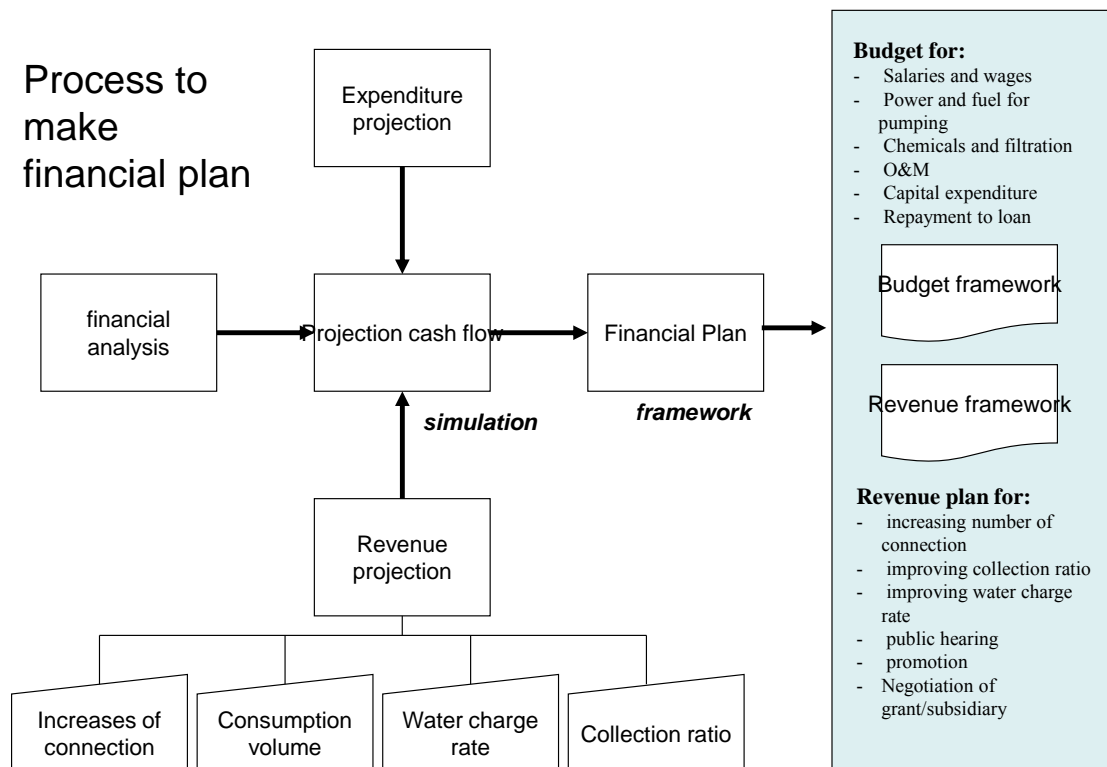 Process to
make
financial plan
Expenditure
projection
financial
analysis
Projection cash flow
Financial Plan
simulation
framework
Revenue
projection
Increases of
connection
Consumption
volume
Water charge
rate
Collection ratio
Budget for:
- Salaries and wages
- Power and fuel for
pumping
- Chemicals and filtration
- O&M
- Capital expenditure
- Repayment to loan
Budget framework
Revenue framework
Revenue plan for:
- increasing number of
connection
- improving collection ratio
- improving water charge
rate
- public hearing
- promotion
- Negotiation of
grant/subsidiary